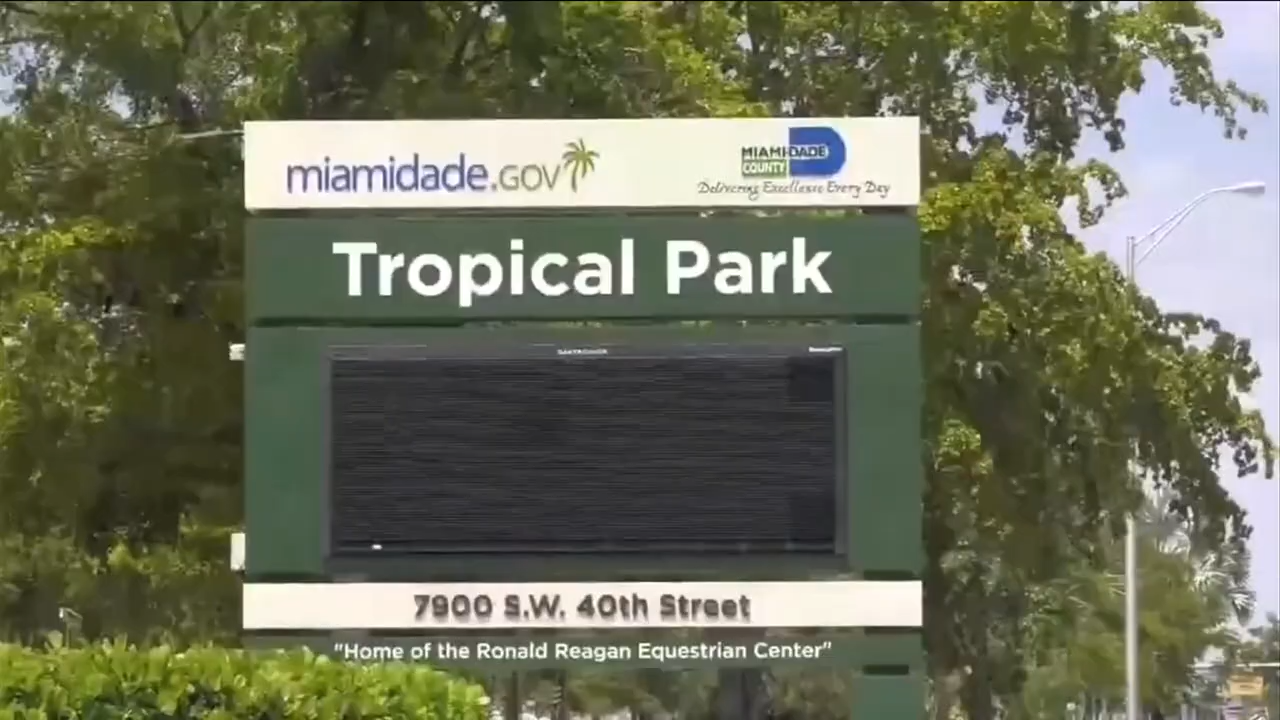 miamidade.gov
MIAMI-DADE
COUNTY
Delivering Excellence Every Day
Tropical Park
7900 S.W. 40th Street
"Home of the Ronald Reagan Equestrian Center"